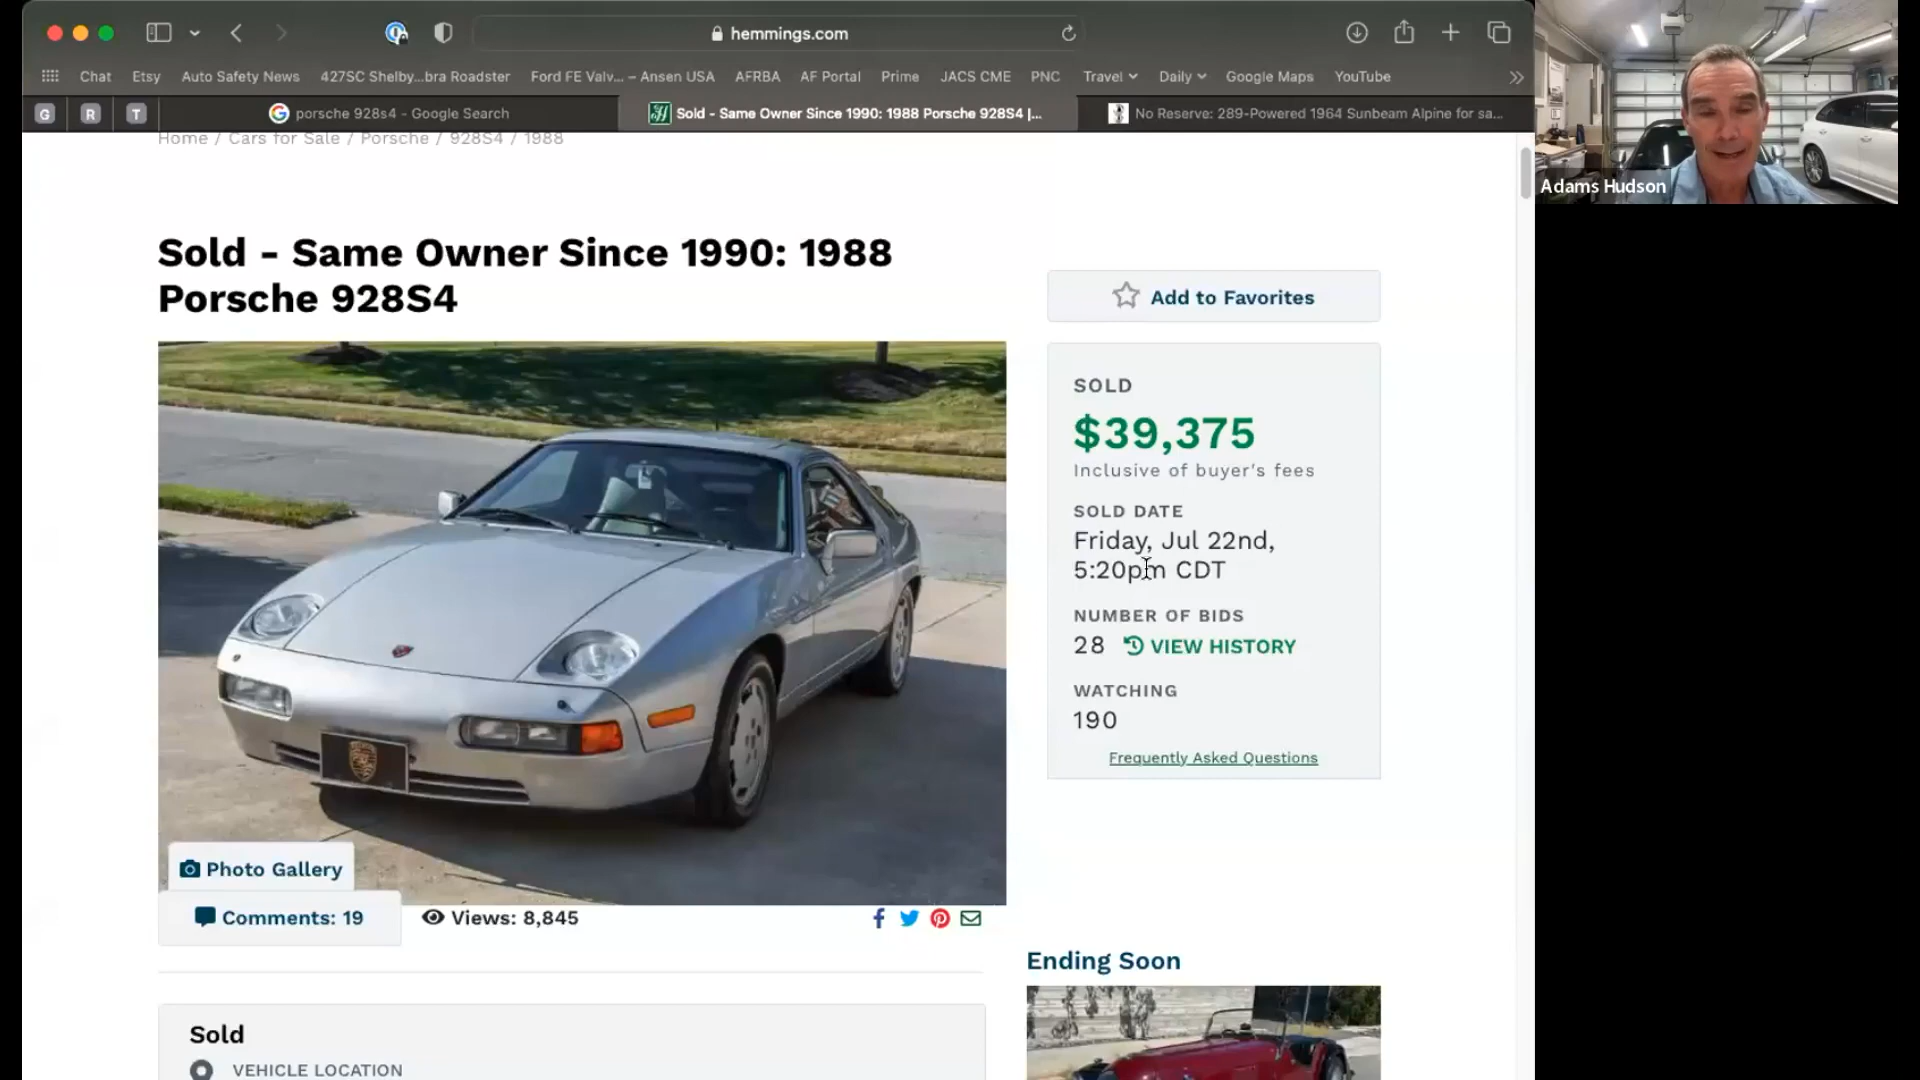 hemmings.com
Chat Etsy Auto Safety News 427SC Shelby...bra Roadster Ford FE Valv... – Ansen USA AFRBA AF Portal Prime JACS CME PNC Travel Daily Google Maps YouTube
G R T porsche 928s4 - Google Search Sold - Same Owner Since 1990: 1988 Porsche 928S4 |... No Reserve: 289-Powered 1964 Sunbeam Alpine for sa...
Adams Hudson
Home / Cars for Sale / Porsche / 928S4 / 1988
Sold - Same Owner Since 1990: 1988
Porsche 928S4
Add to Favorites
SOLD
$39,375
Inclusive of buyer's fees
SOLD DATE
Friday, Jul 22nd,
5:20pm CDT
NUMBER OF BIDS
28 VIEW HISTORY
WATCHING
190
Frequently Asked Questions
Photo Gallery
Comments: 19 Views: 8,845
Ending Soon
Sold
VEHICLE LOCATION